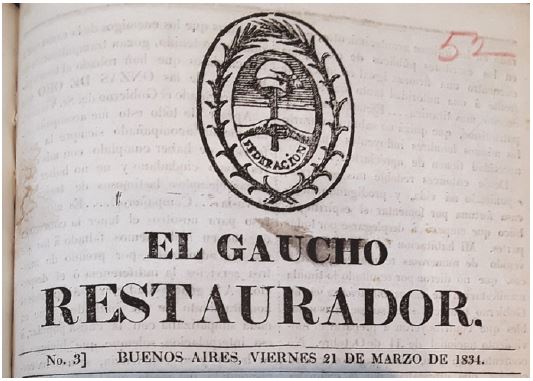 52
FEDERACION
EL GAUCHO
RESTAURADOR.
No. 3] BUENOS AIRES, VIERNES 21 DE MARZO DE 1834.